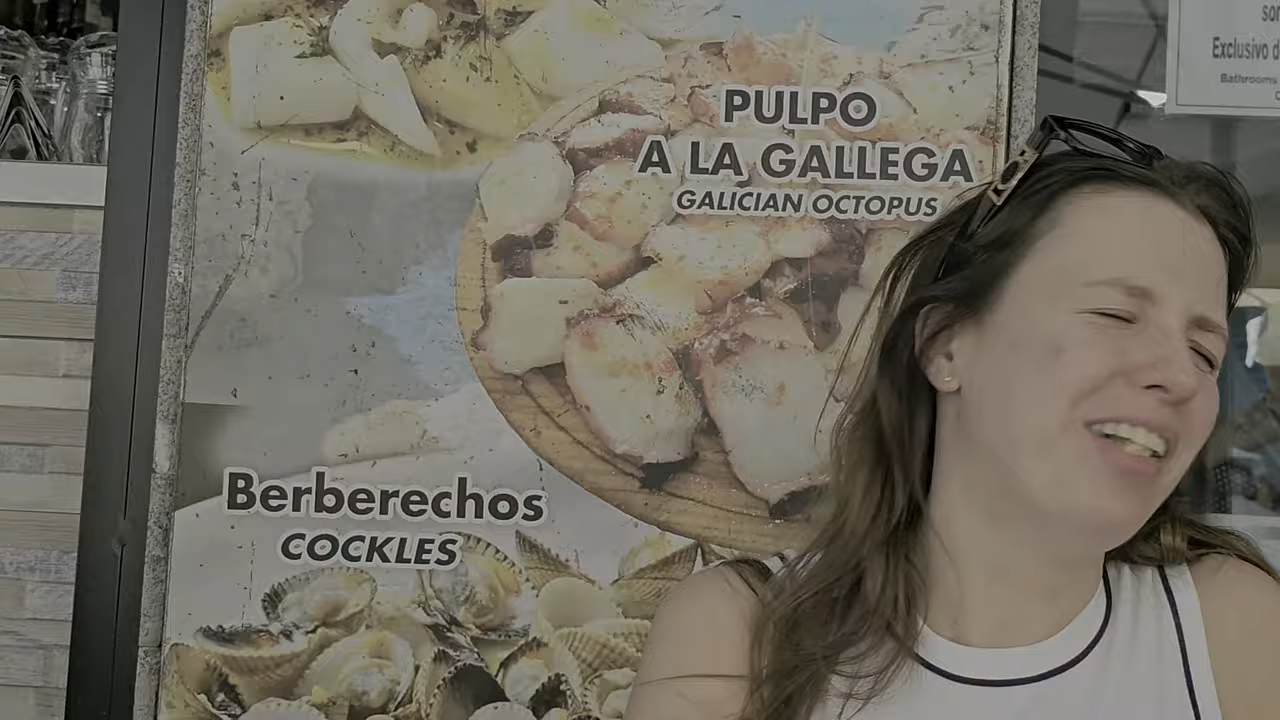 PULPO
A LA GALLEGA
GALICIAN OCTOPUS
Berberechos
COCKLES
Exclusivo
Bathrooms